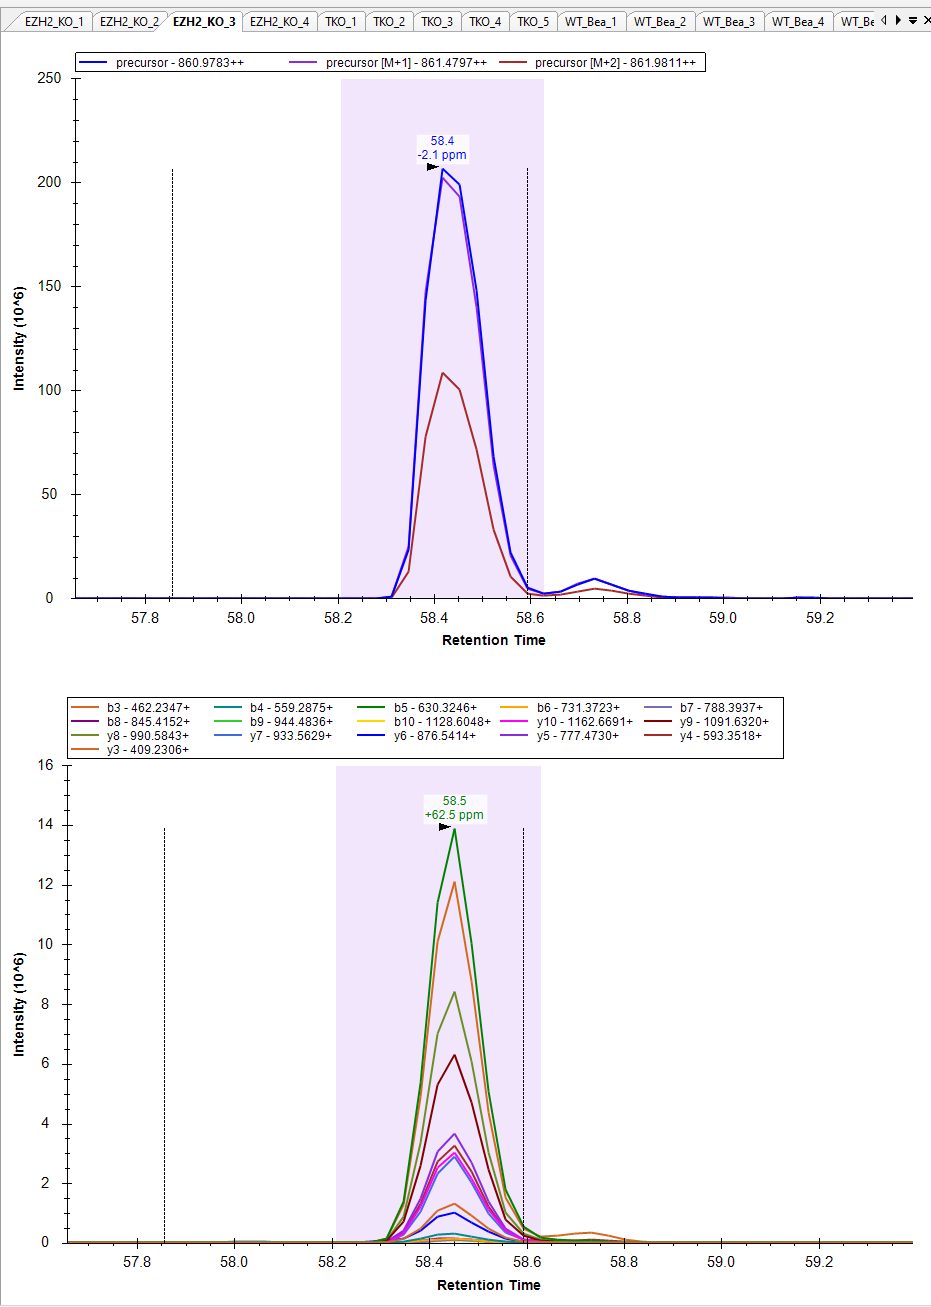 EZH2_KO_1 EZH2_KO_2 EZH2_KO_3 EZH2_KO_4 TKO_1 TKO_2 TKO_3 TKO_4 TKO_5 WT_Bea_1 WT_Bea_2 WT_Bea_3 WT_Bea_4 WT_Be
precursor - 860.9783++ precursor [M+1] - 861.4797++ precursor [M+2] - 861.9811++
250
58.4
-2.1 ppm
200
150
100
50
0
Intensity (10^6)
57.8 58.0 58.2 58.4 58.6 58.8 59.0 59.2
Retention Time
b3 - 462.2347+ b4 - 559.2875+ b5 - 630.3246+ b6 - 731.3723+ b7 - 788.3937+
b8 - 845.4152+ b9 - 944.4836+ b10 - 1128.6048+ y10 - 1162.6691+ y9 - 1091.6320+
y8 - 990.5843+ y7 - 933.5629+ y6 - 876.5414+ y5 - 777.4730+ y4 - 593.3518+
y3 - 409.2306+
16
58.5
+62.5 ppm
14
12
10
8
6
4
2
0
Intensity (10^6)
57.8 58.0 58.2 58.4 58.6 58.8 59.0 59.2
Retention Time